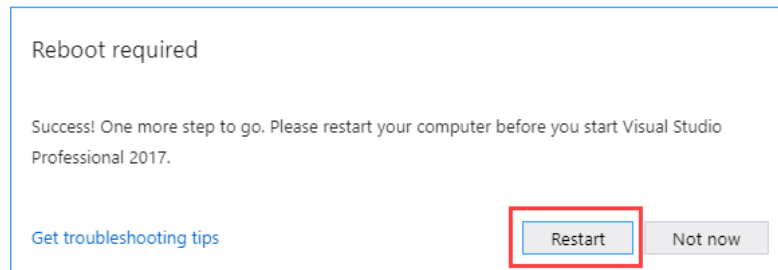 Reboot required
Success! One more step to go. Please restart your computer before you start Visual Studio
Professional 2017.
Get troubleshooting tips
Restart
Not now